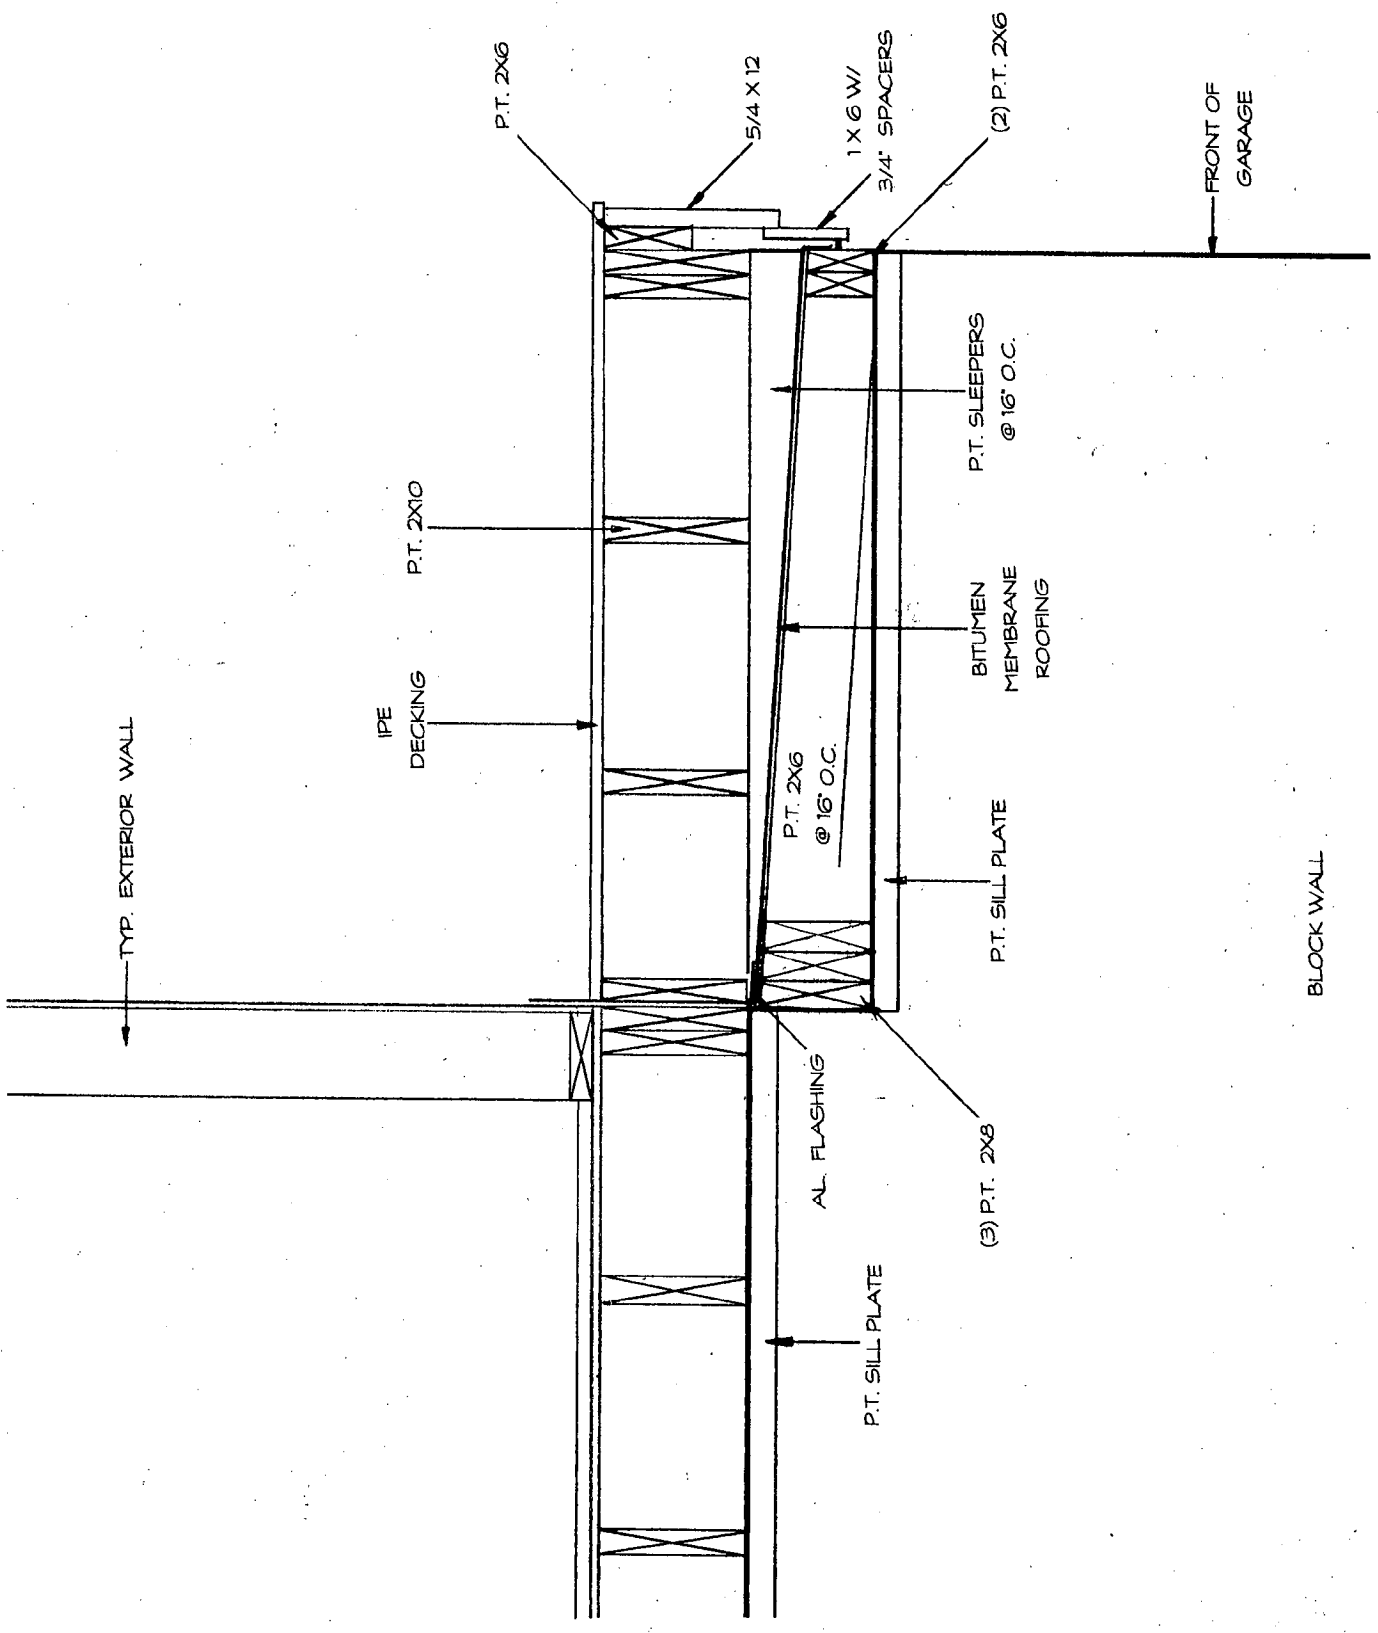 TYP. EXTERIOR WALL
IPE
DECKING
P.T. 2X10
P.T. 2X6
5/4 X 12
1 X 6 W/
3/4" SPACERS
(2) P.T. 2X6
FRONT OF
GARAGE
P.T. SLEEPERS
@ 16" O.C.
BITUMEN
MEMBRANE
ROOFING
P.T. 2X6
@ 16" O.C.
P.T. SILL PLATE
BLOCK WALL
AL. FLASHING
(3) P.T. 2X8
P.T. SILL PLATE